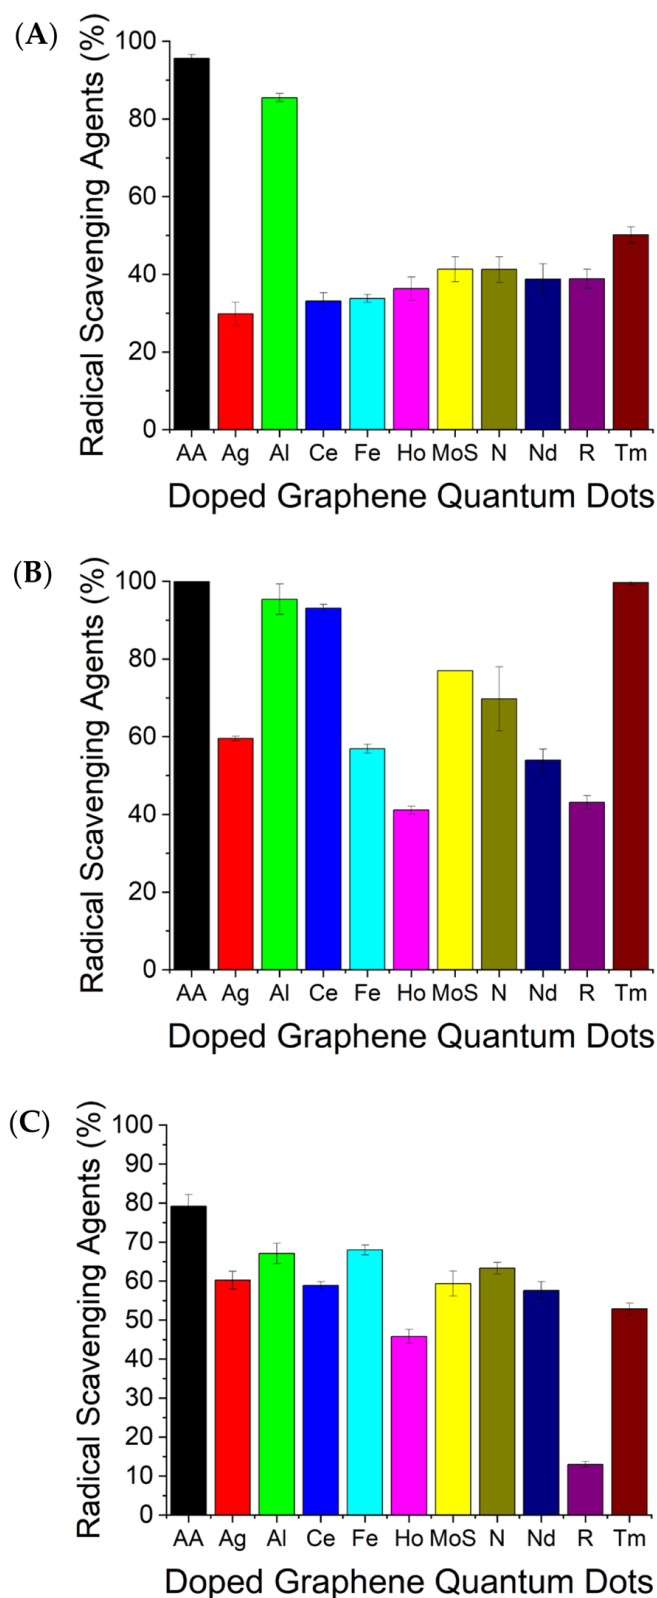 (A)
Radical Scavenging Agents (%)
100
80
60
40
20
0
AA Ag Al Ce Fe Ho MoS N Nd R Tm
Doped Graphene Quantum Dots
(B)
Radical Scavenging Agents (%)
100
80
60
40
20
0
AA Ag Al Ce Fe Ho MoS N Nd R Tm
Doped Graphene Quantum Dots
(C)
Radical Scavenging Agents (%)
100
90
80
70
60
50
40
30
20
10
0
AA Ag Al Ce Fe Ho MoS N Nd R Tm
Doped Graphene Quantum Dots